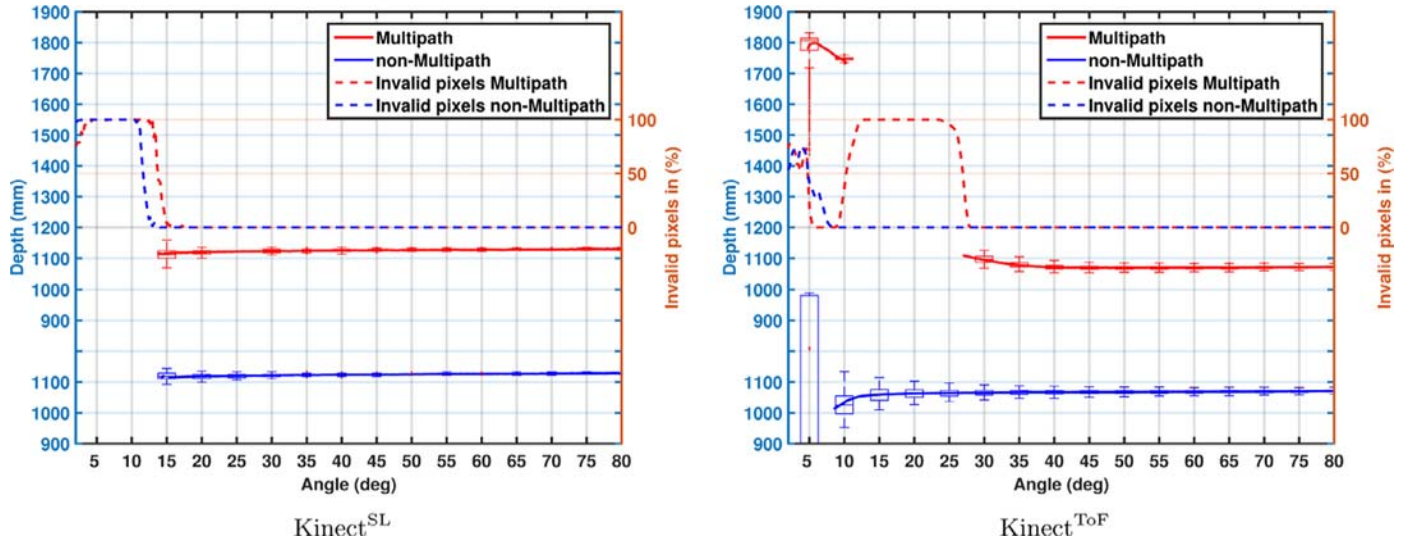 1900
1800
1700
1600
1500
1400
1300
1200
1100
1000
900
1100
1000
900
Depth (mm)
Multipath
non-Multipath
Invalid pixels Multipath
Invalid pixels non-Multipath
100
50
0
Invalid pixels in (%)
5 10 15 20 25 30 35 40 45 50 55 60 65 70 75 80
Angle (deg)
Kinect^SL
1900
1800
1700
1600
1500
1400
1300
1200
1100
1000
900
1100
1000
900
Depth (mm)
Multipath
non-Multipath
Invalid pixels Multipath
Invalid pixels non-Multipath
100
50
0
Invalid pixels in (%)
5 10 15 20 25 30 35 40 45 50 55 60 65 70 75 80
Angle (deg)
Kinect^ToF